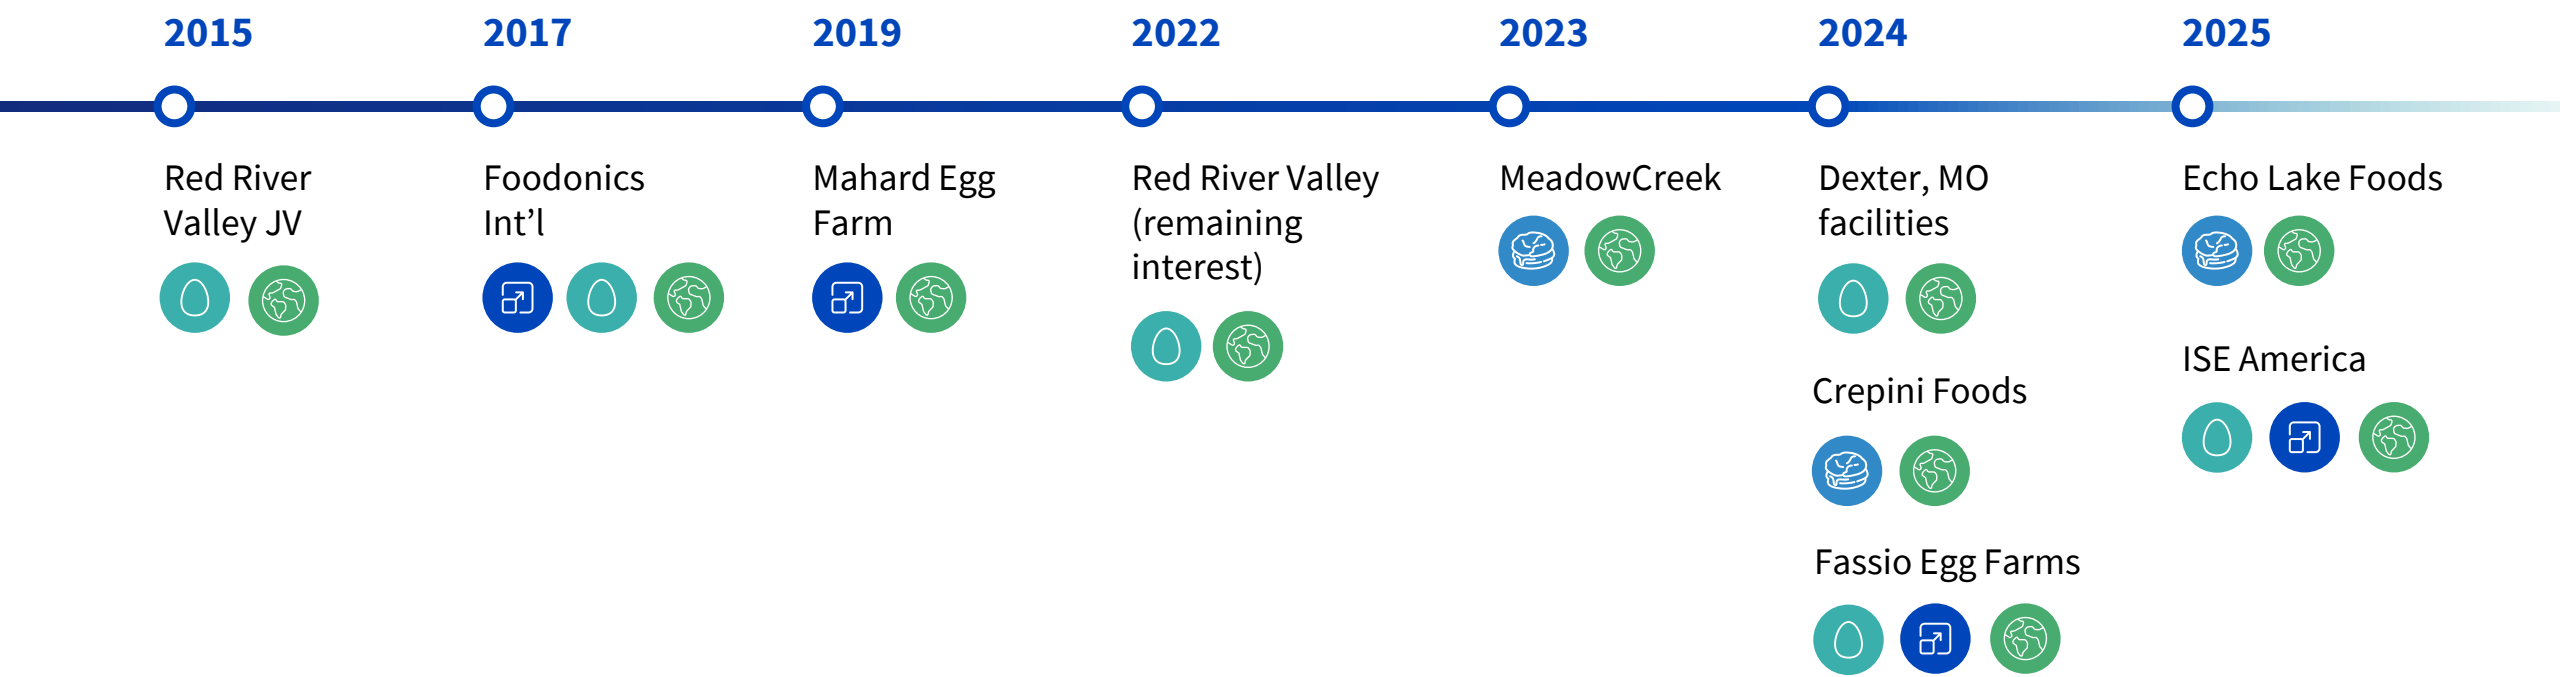 2015
Red River
Valley JV
2017
Foodonics
Int’l
2019
Mahard Egg
Farm
2022
Red River Valley
(remaining
interest)
2023
MeadowCreek
2024
Dexter, MO
facilities
Crepini Foods
Fassio Egg Farms
2025
Echo Lake Foods
ISE America